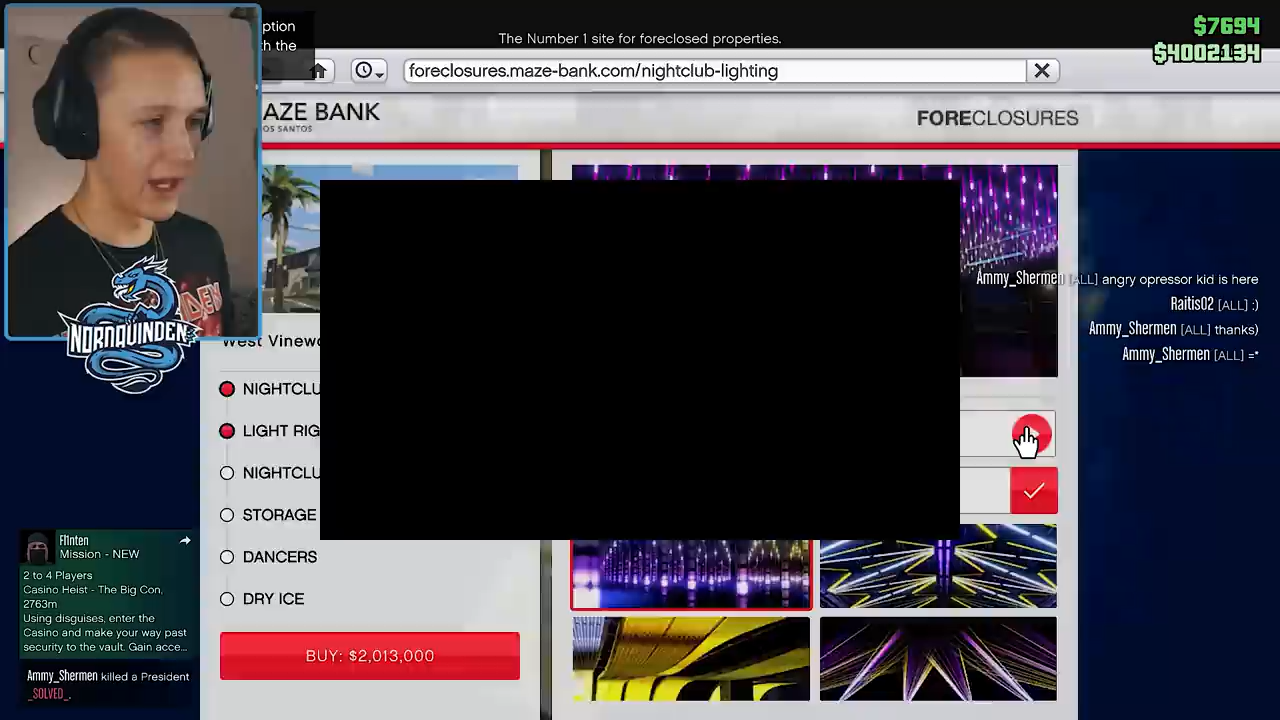 ption
h the
The Number 1 site for foreclosed properties.
$7694
$4002134
foreclosures.maze-bank.com/nightclub-lighting
AZE BANK
OS SANTOS
FORECLOSURES
NORNQVINDEN
West Vinew
NIGHTCLU
LIGHT RIG
NIGHTCLU
STORAGE
DANCERS
DRY ICE
BUY: $2,013,000
Ammy_Shermen [ALL] angry opressor kid is here
Raitis02 [ALL] :)
Ammy_Shermen [ALL] thanks)
Ammy_Shermen [ALL] =*
Mission - NEW
2 to 4 Players
Casino Heist - The Big Con,
2763m
Using disguises, enter the
Casino and make your way past
security to the vault. Gain acce...
Ammy_Shermen killed a President
_SOLVED_.